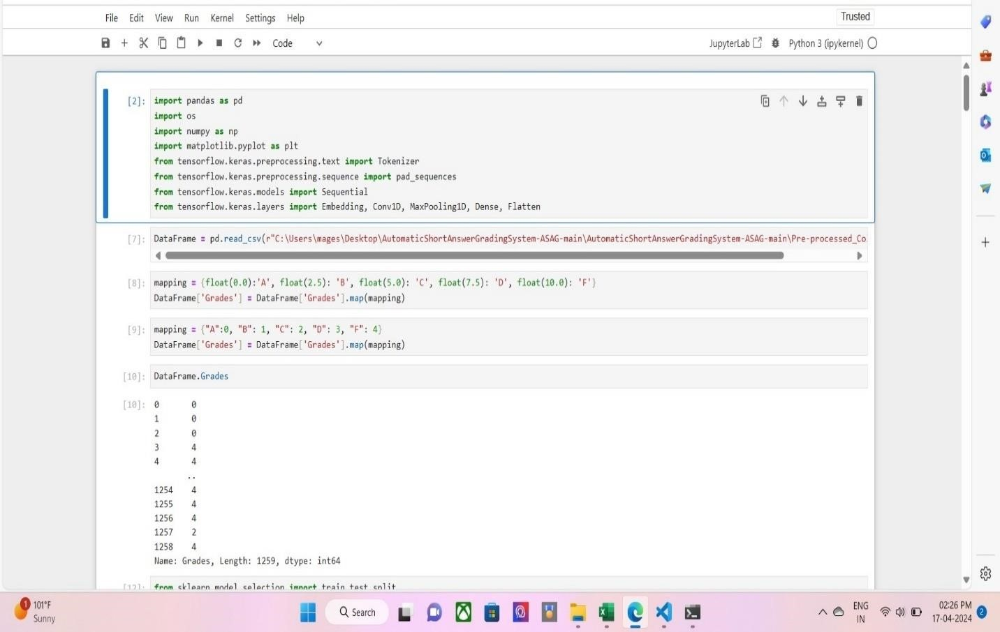 File Edit View Run Kernel Settings Help
Trusted
Code
JupyterLab
Python 3 (ipykernel)
[2]:
import pandas as pd
import os
import numpy as np
import matplotlib.pyplot as plt
from tensorflow.keras.preprocessing.text import Tokenizer
from tensorflow.keras.preprocessing.sequence import pad_sequences
from tensorflow.keras.models import Sequential
from tensorflow.keras.layers import Embedding, Conv1D, MaxPooling1D, Dense, Flatten
[7]: DataFrame = pd.read_csv(r"C:\Users\mages\Desktop\AutomaticShortAnswerGradingSystem-ASAG-main\AutomaticShortAnswerGradingSystem-ASAG-main\Pre-processed_Co
[8]: mapping = {float(0.0):'A', float(2.5): 'B', float(5.0): 'C', float(7.5): 'D', float(10.0): 'F'}
DataFrame['Grades'] = DataFrame['Grades'].map(mapping)
[9]: mapping = {"A":0, "B": 1, "C": 2, "D": 3, "F": 4}
DataFrame['Grades'] = DataFrame['Grades'].map(mapping)
[10]: DataFrame.Grades
[10]: 0 0
1 0
2 0
3 4
4 4
..
1254 4
1255 4
1256 4
1257 2
1258 4
Name: Grades, Length: 1259, dtype: int64
[12]: from sklearn.model_selection import train_test_split
1
101°F
Sunny
Search
ENG
IN
02:26 PM
17-04-2024
2